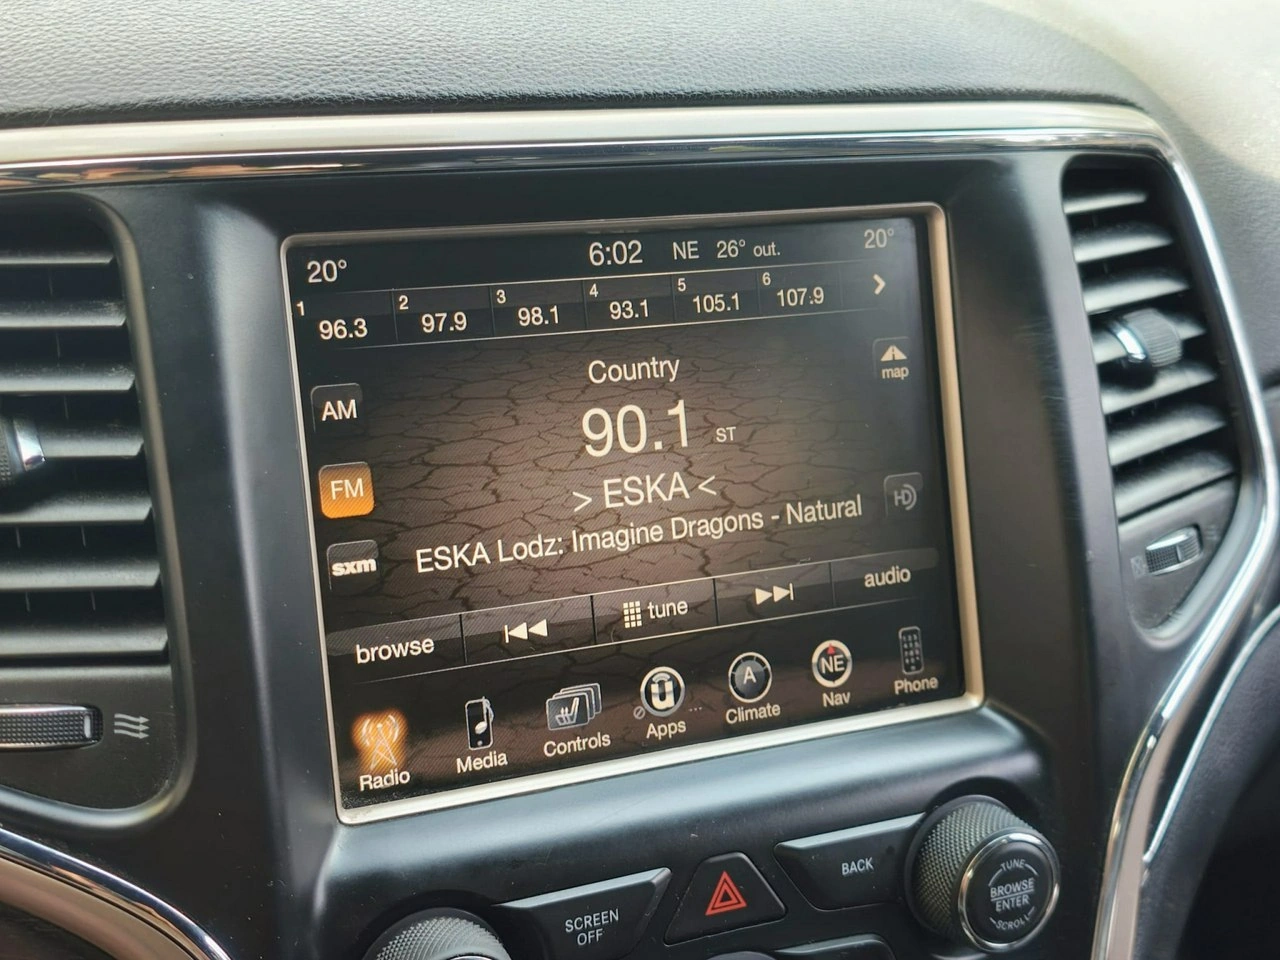 20° 6:02 NE 26° out. 20°
1 96.3 2 97.9 3 98.1 4 93.1 5 105.1 6 107.9
map
Country
AM
90.1 ST
FM
> ESKA <
HD
ESKA Lodz: Imagine Dragons - Natural
sxm
browse tune audio
Radio Media Controls Apps A Climate NE Nav Phone
SCREEN
OFF
BACK
TUNE
BROWSE
ENTER
SCROLL